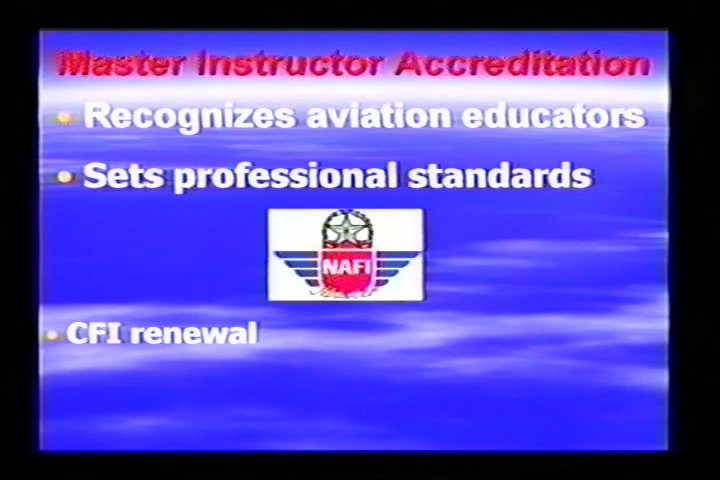 Master Instructor Accreditation
• Recognizes aviation educators
• Sets professional standards
NAFI
• CFI renewal